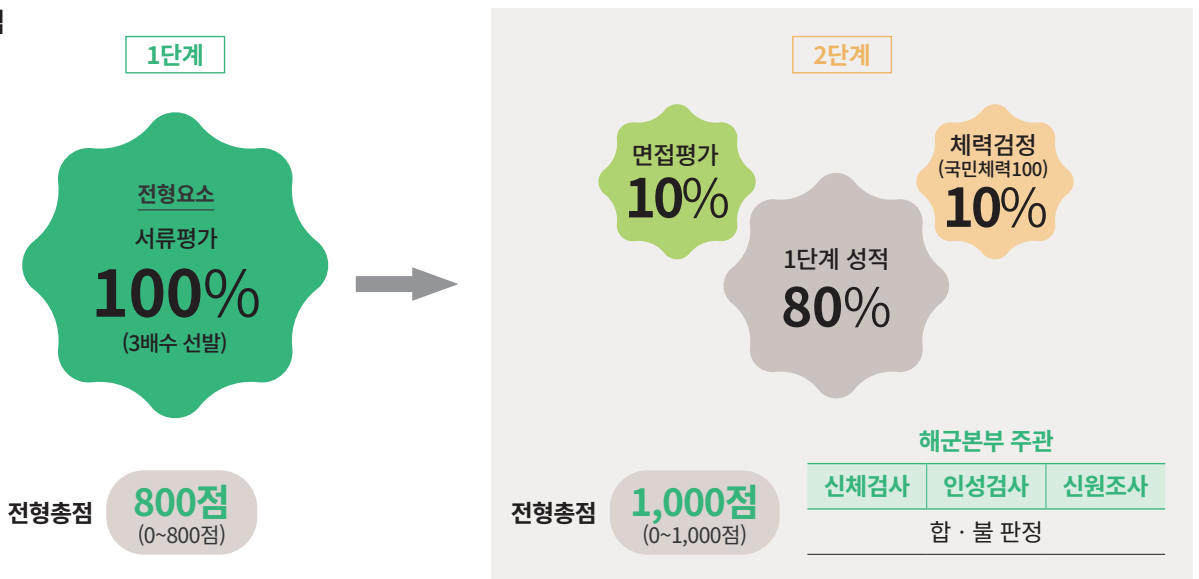 1단계
전형요소
서류평가
100%
(3배수 선발)
전형총점
800점
(0~800점)
2단계
면접평가
10%
체력검정
(국민체력100)
10%
1단계 성적
80%
전형총점
1,000점
(0~1,000점)
해군본부 주관
신체검사 인성검사 신원조사
합 · 불 판정